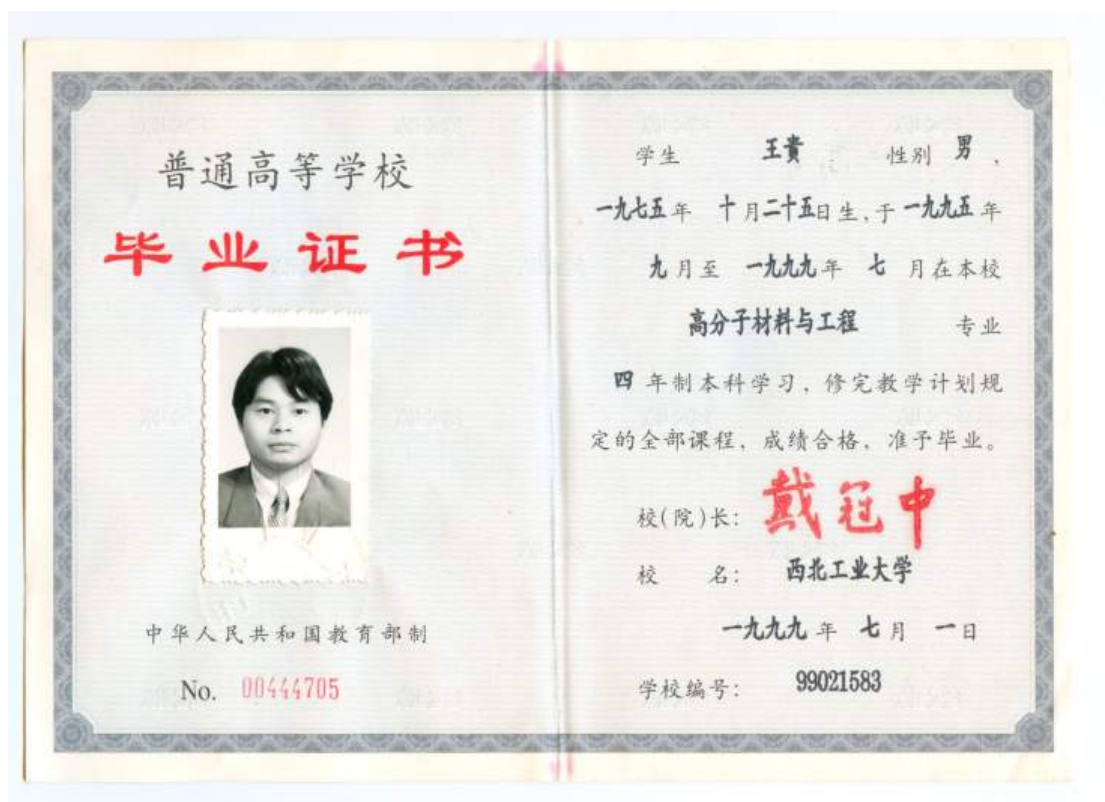 普通高等学校
毕业证书
中华人民共和国教育部制
No. 00444705
学生 王贵 性别 男,
一九七五年 十月二十五日生,于一九九五年
九月至 一九九九年 七 月在本校
高分子材料与工程 专业
四 年制本科学习,修完教学计划规
定的全部课程,成绩合格,准予毕业。
校(院)长: 戴冠中
校 名: 西北工业大学
一九九九 年 七月 一日
学校编号: 99021583